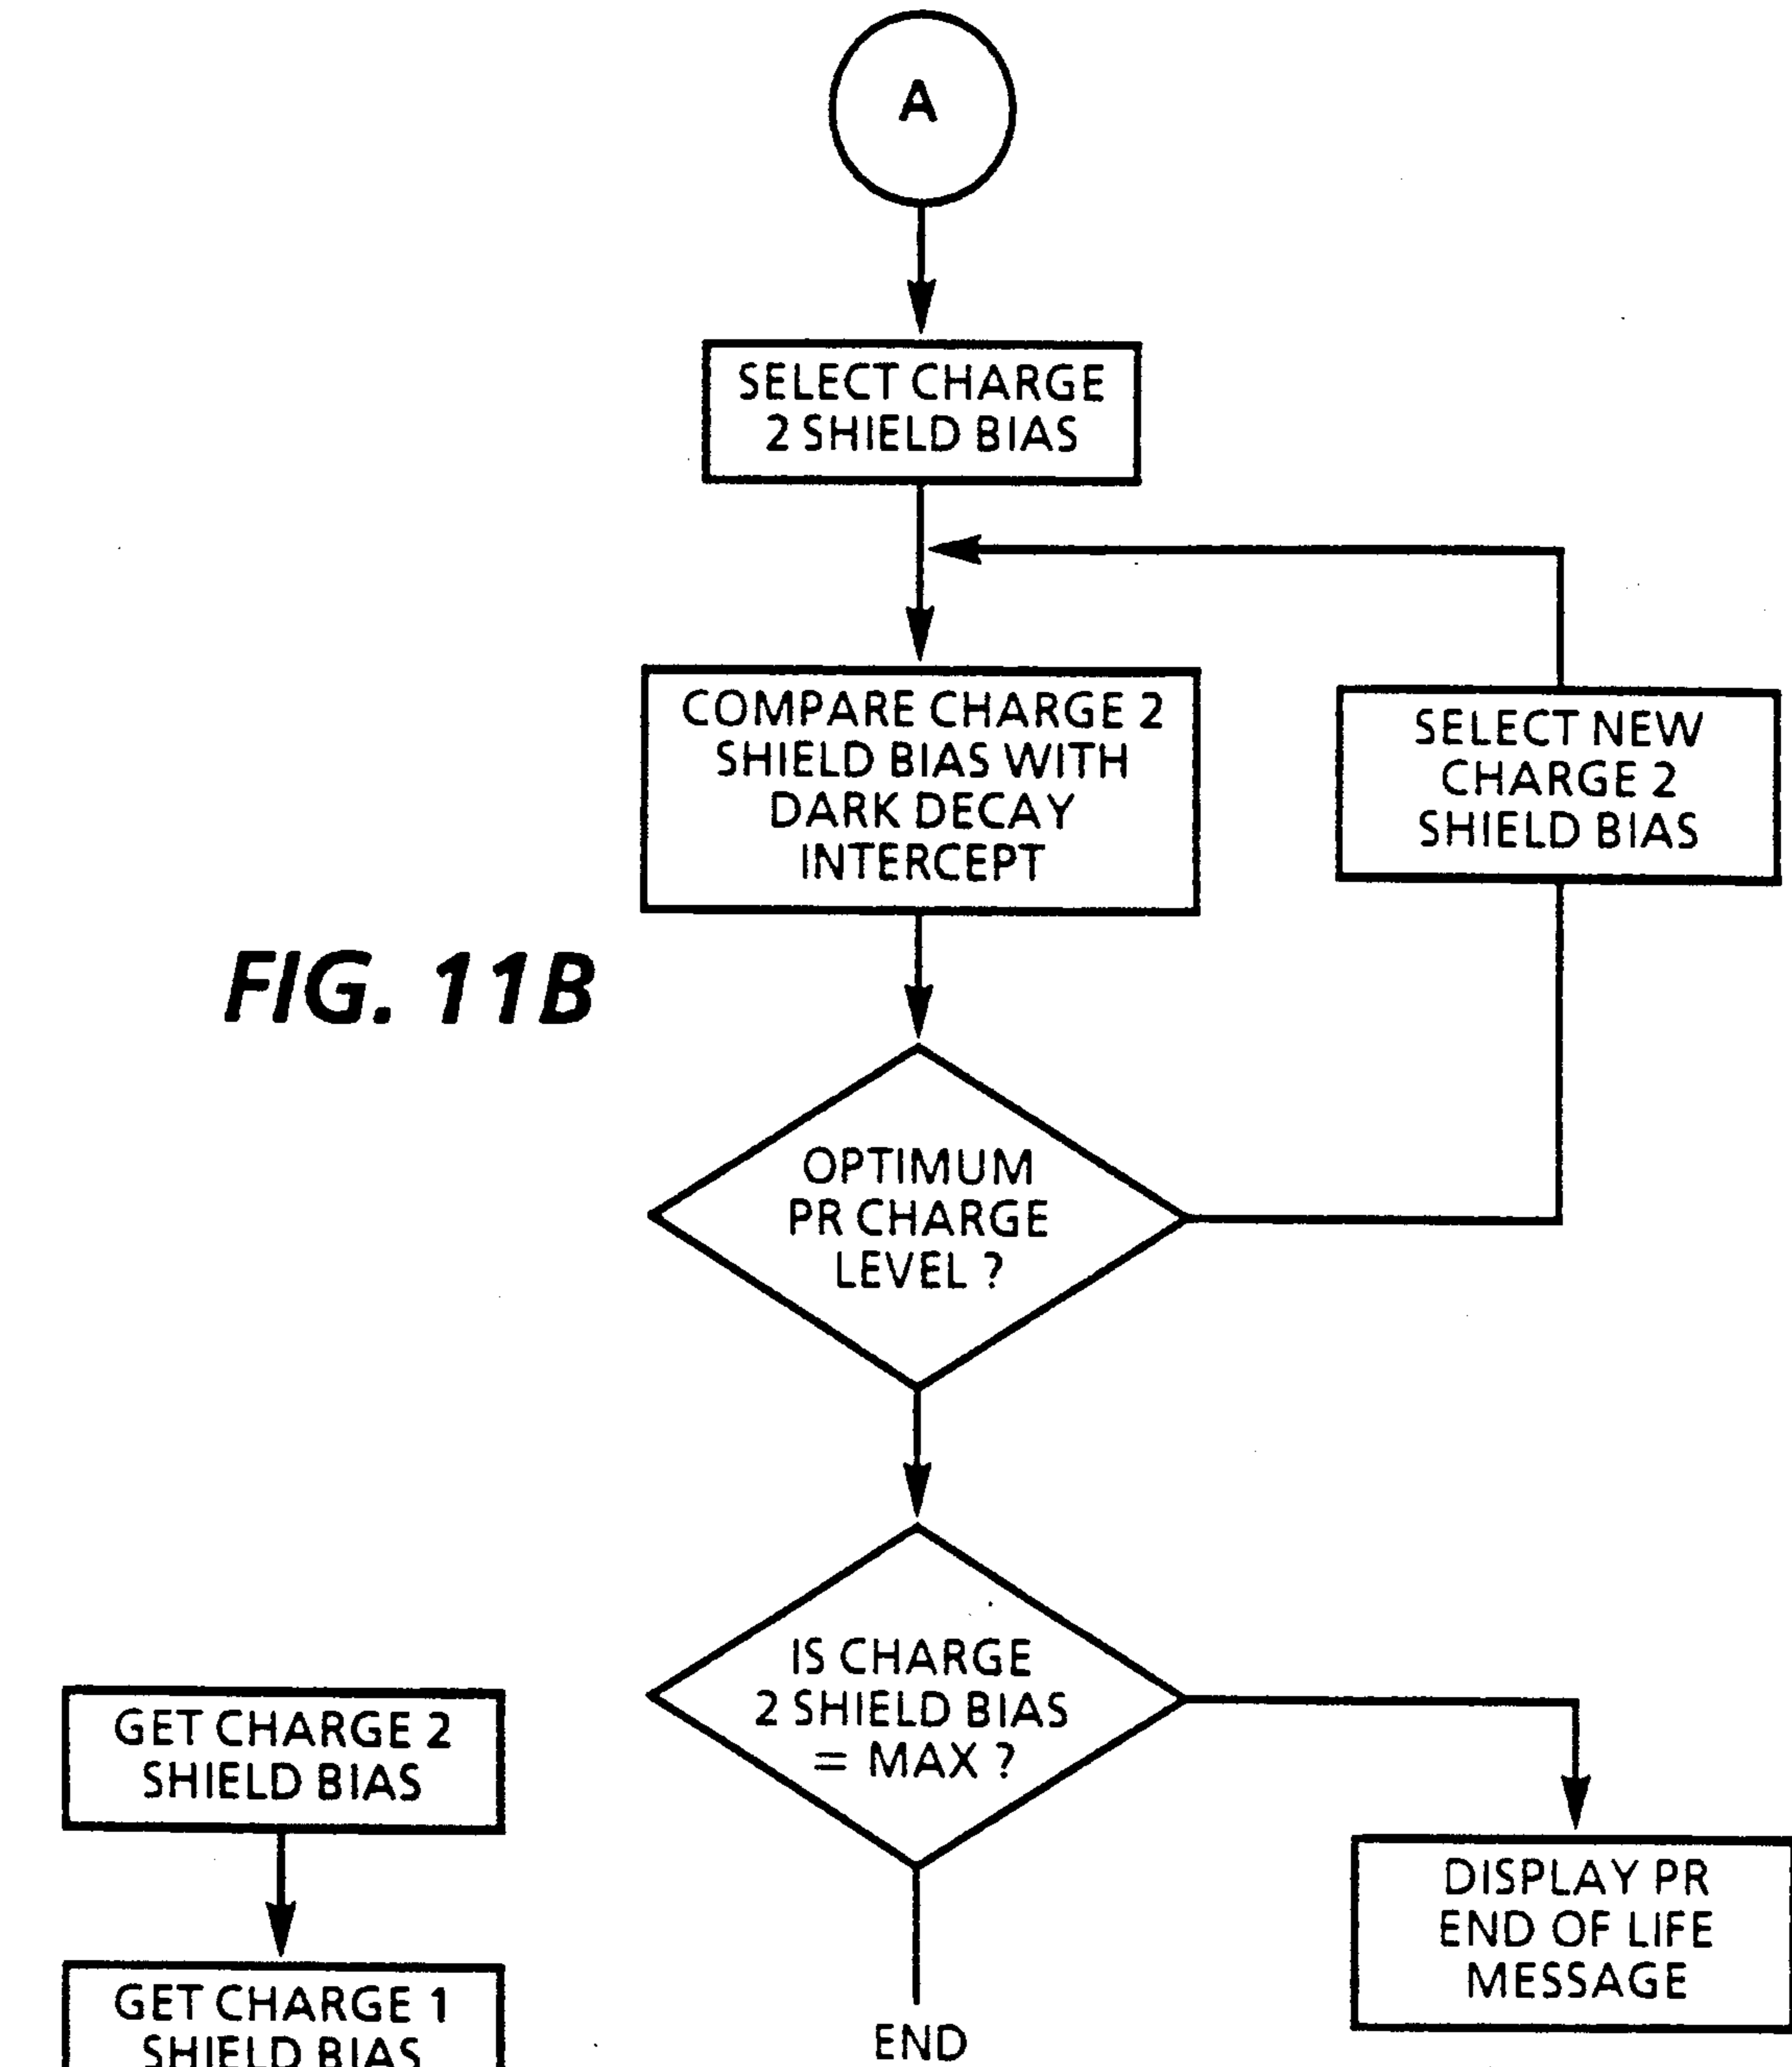 A
SELECT CHARGE
2 SHIELD BIAS
COMPARE CHARGE 2
SHIELD BIAS WITH
DARK DECAY
INTERCEPT
SELECT NEW
CHARGE 2
SHIELD BIAS
FIG. 11B
OPTIMUM
PR CHARGE
LEVEL ?
IS CHARGE
2 SHIELD BIAS
= MAX ?
GET CHARGE 2
SHIELD BIAS
DISPLAY PR
END OF LIFE
MESSAGE
GET CHARGE 1
SHIELD BIAS
END